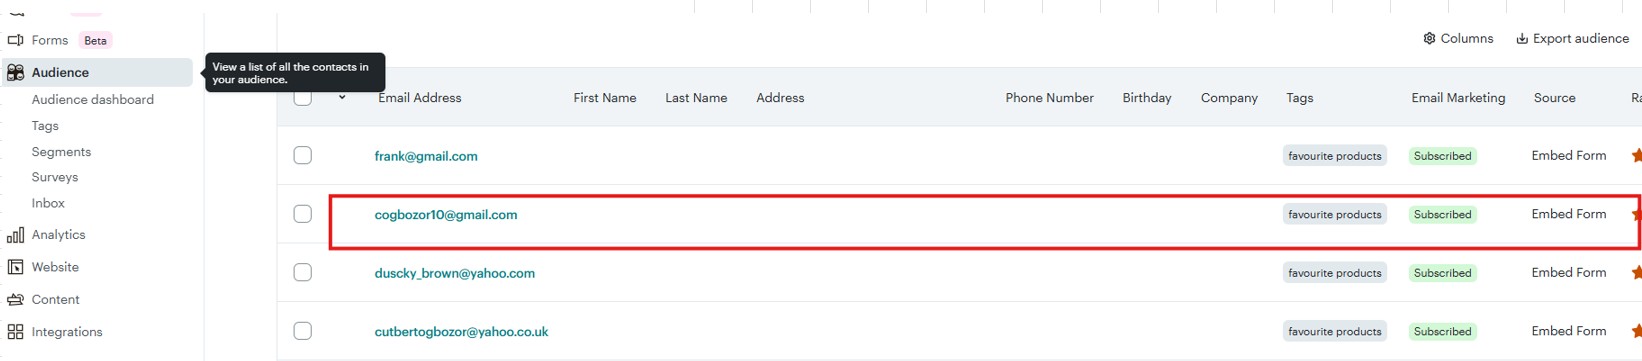 Forms Beta
Audience
View a list of all the contacts in
your audience.
Audience dashboard
Tags
Segments
Surveys
Inbox
Analytics
Website
Content
Integrations
Columns Export audience
Email Address First Name Last Name Address Phone Number Birthday Company Tags Email Marketing Source
frank@gmail.com favourite products Subscribed Embed Form
cogbozor10@gmail.com favourite products Subscribed Embed Form
duscky_brown@yahoo.com favourite products Subscribed Embed Form
cutbertogbozor@yahoo.co.uk favourite products Subscribed Embed Form